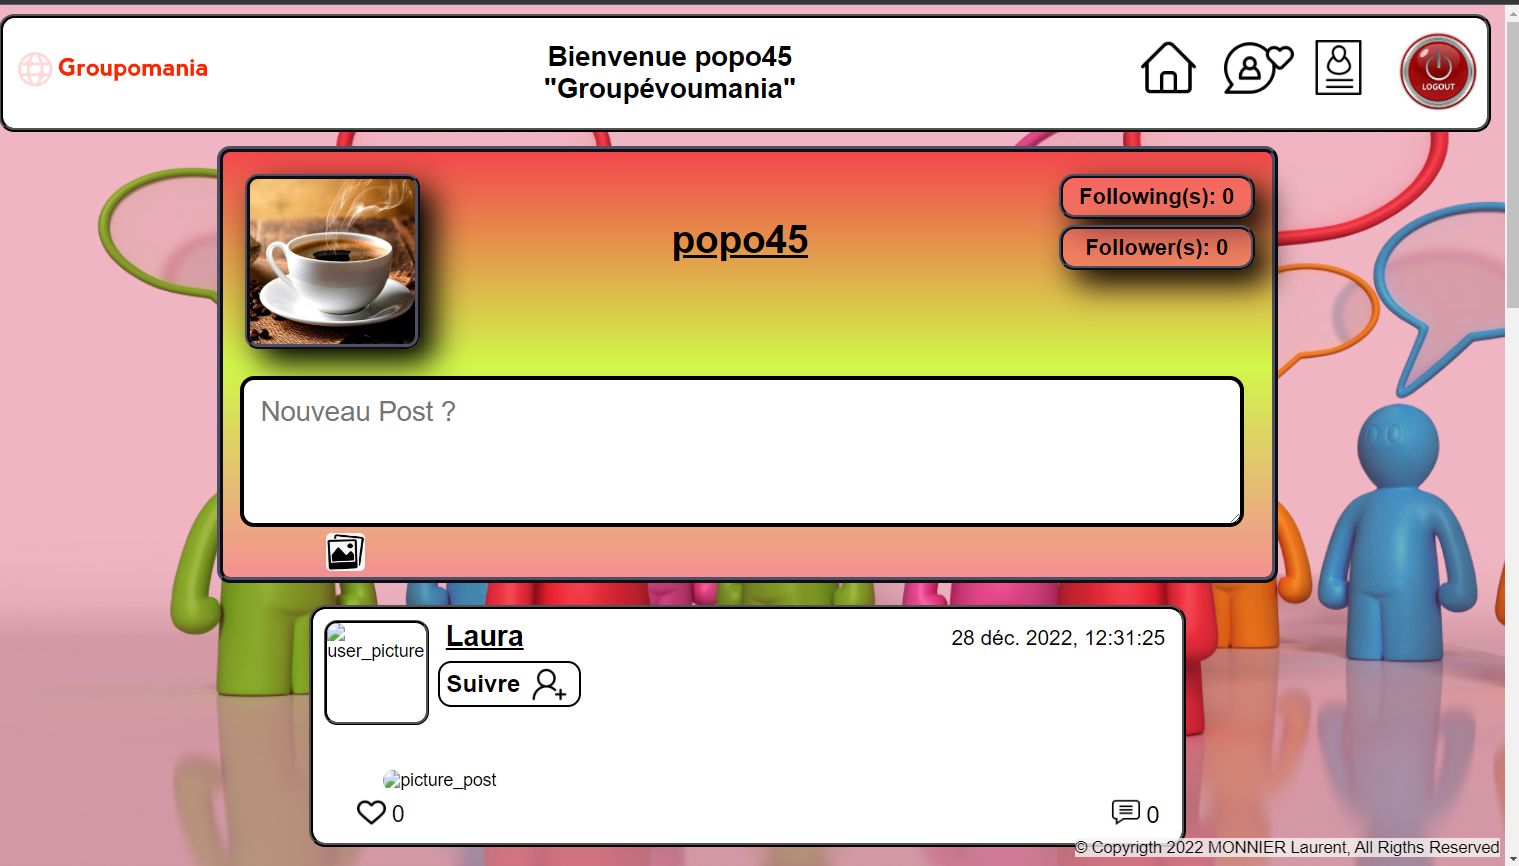 Groupomania
Bienvenue popo45
"Groupévoumania"
LOGOUT
popo45
Following(s): 0
Follower(s): 0
Nouveau Post ?
user_picture
Laura
28 déc. 2022, 12:31:25
Suivre
picture_post
0
0
© Copyrigth 2022 MONNIER Laurent, All Rigths Reserved